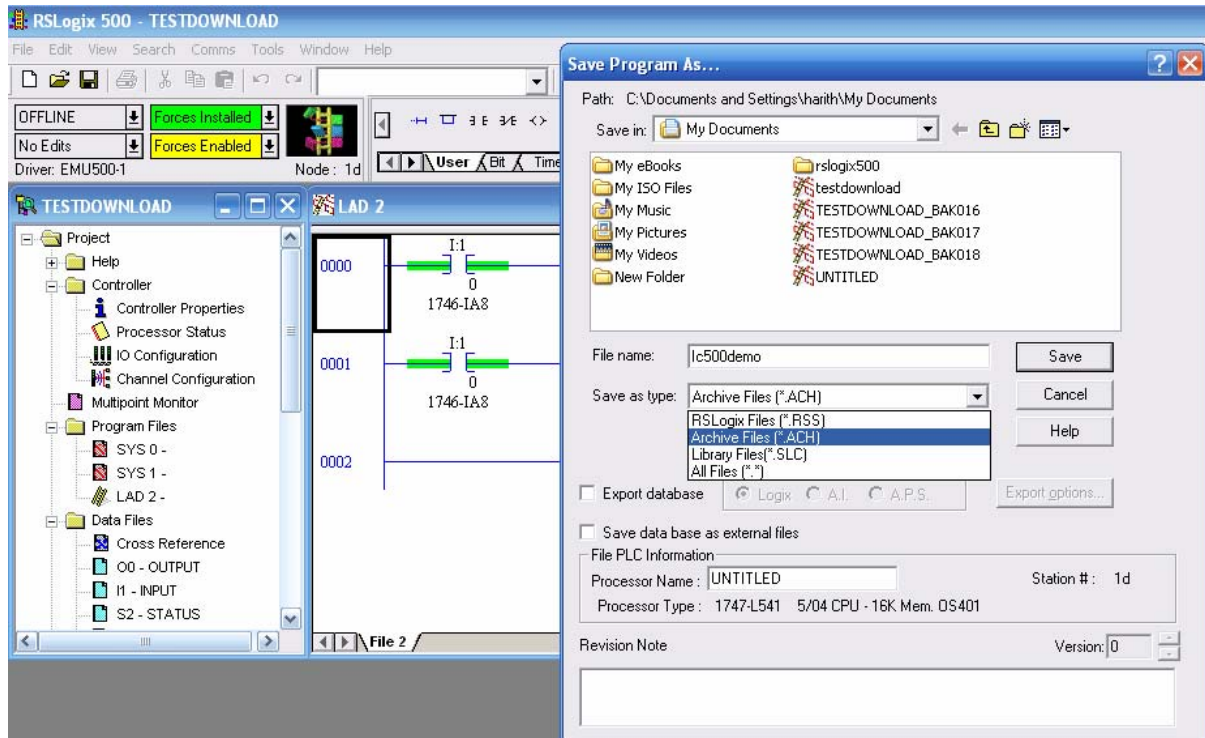 RSLogix 500 - TESTDOWNLOAD
File Edit View Search Comms Tools Window Help
OFFLINE
Forces Installed
No Edits
Forces Enabled
Driver: EMU500-1
Node: 1d
User Bit Time
TESTDOWNLOAD
Project
Help
Controller
Controller Properties
Processor Status
IO Configuration
Channel Configuration
Multipoint Monitor
Program Files
SYS 0 -
SYS 1 -
LAD 2 -
Data Files
Cross Reference
O0 - OUTPUT
I1 - INPUT
S2 - STATUS
LAD 2
0000
I:1
0
1746-IA8
0001
I:1
0
1746-IA8
0002
File 2
Save Program As...
Path: C:\Documents and Settings\harith\My Documents
Save in: My Documents
My eBooks
My ISO Files
My Music
My Pictures
My Videos
New Folder
rslogix500
testdownload
TESTDOWNLOAD_BAK016
TESTDOWNLOAD_BAK017
TESTDOWNLOAD_BAK018
UNTITLED
File name: lc500demo
Save
Save as type: Archive Files (*.ACH)
Cancel
RSLogix Files (*.RSS)
Archive Files (*.ACH)
Library Files(*.SLC)
All Files (*.*)
Help
Export database
Logix A.I. A.P.S.
Export options...
Save data base as external files
File PLC Information
Processor Name : UNTITLED
Station # : 1d
Processor Type : 1747-L541 5/04 CPU - 16K Mem. OS401
Revision Note
Version: 0